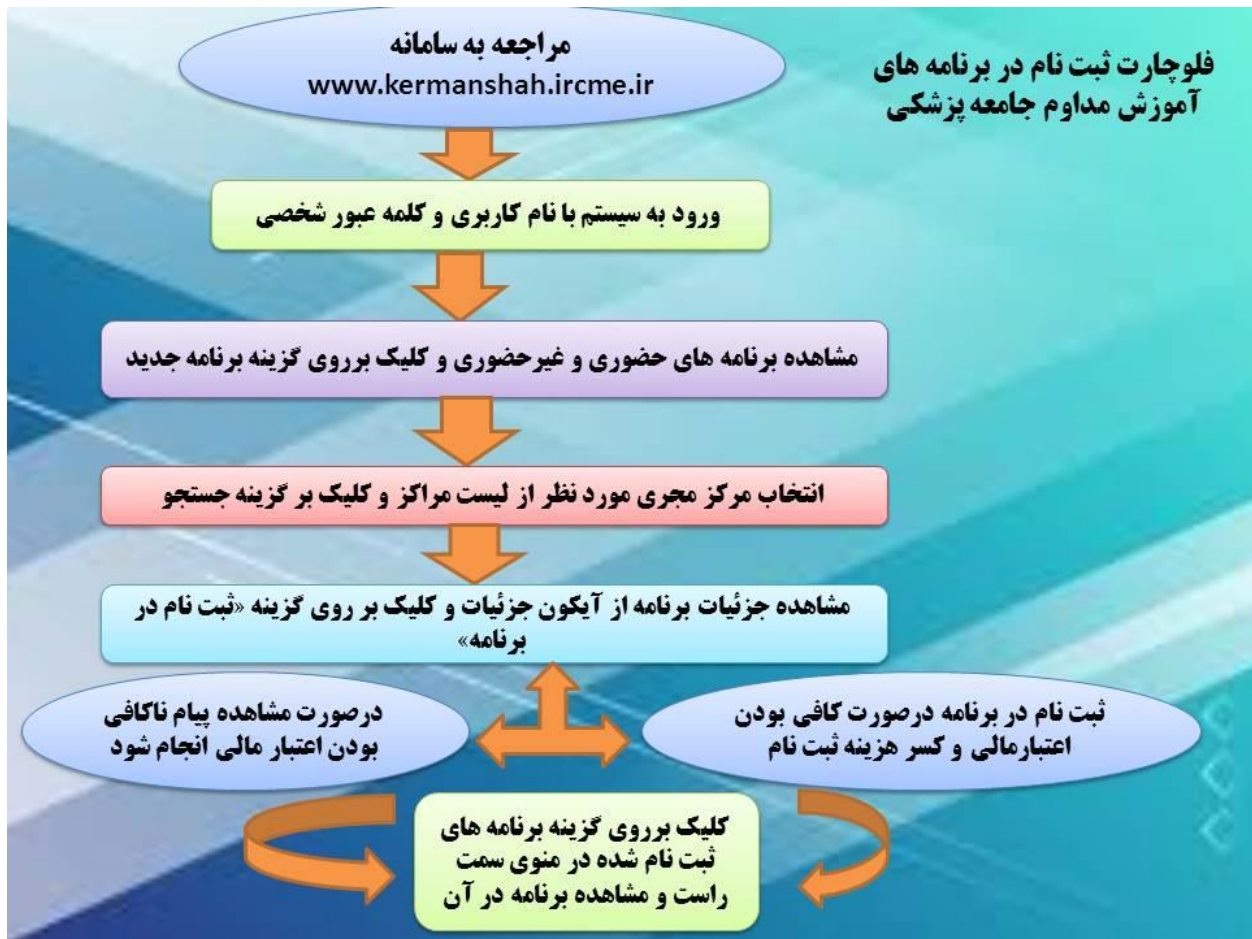 فلوچارت ثبت نام در برنامه های
آموزش مداوم جامعه پزشکی
مراجعه به سامانه
www.kermanshah.ircme.ir
ورود به سیستم با نام کاربری و کلمه عبور شخصی
مشاهده برنامه های حضوری و غیرحضوری و کلیک برروی گزینه برنامه جدید
انتخاب مرکز مجری مورد نظر از لیست مراکز و کلیک بر گزینه جستجو
مشاهده جزئیات برنامه از آیکون جزئیات و کلیک بر روی گزینه «ثبت نام در
برنامه»
ثبت نام در برنامه درصورت کافی بودن
اعتبارمالی و کسر هزینه ثبت نام
درصورت مشاهده پیام ناکافی
بودن اعتبار مالی انجام شود
کلیک برروی گزینه برنامه های
ثبت نام شده در منوی سمت
راست و مشاهده برنامه در آن